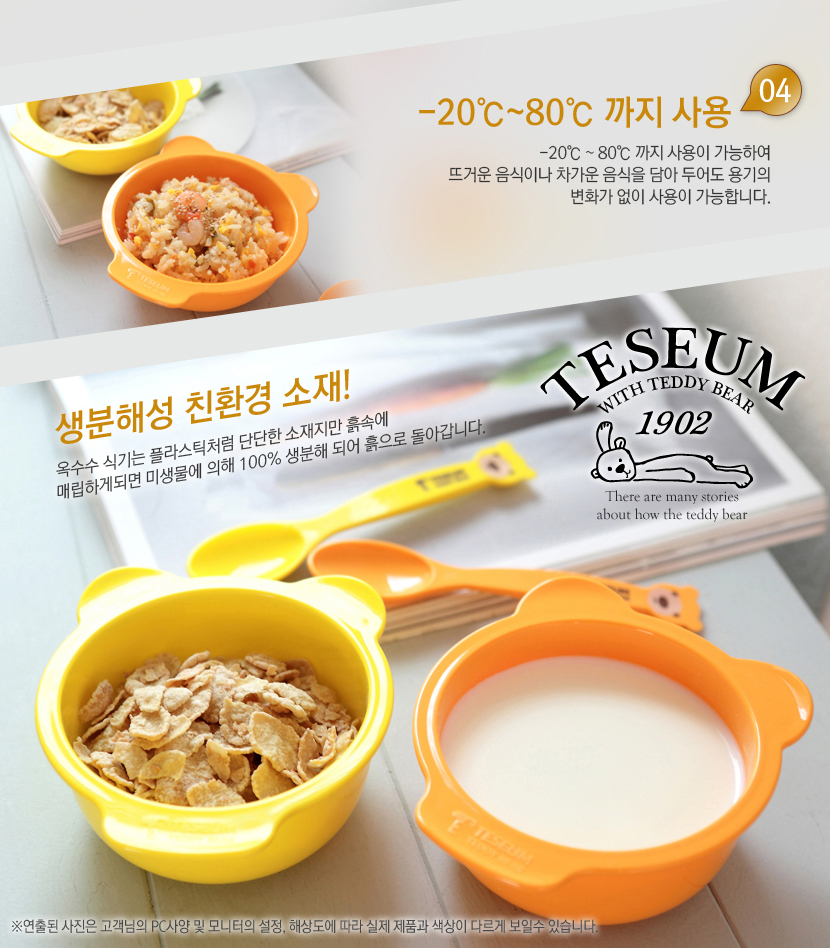 04
-20℃~80℃ 까지 사용
-20℃ ~ 80℃ 까지 사용이 가능하여
뜨거운 음식이나 차가운 음식을 담아 두어도 용기의
변화가 없이 사용이 가능합니다.
TESEUM
생분해성 친환경 소재!
옥수수 식기는 플라스틱처럼 단단한 소재지만 흙속에
매립하게되면 미생물에 의해 100% 생분해 되어 흙으로 돌아갑니다.
TESEUM
WITH TEDDY BEAR
1902
There are many stories
about how the teddy bear
TESEUM
TEDDY BEAR
※연출된 사진은 고객님의 PC사양 및 모니터의 설정, 해상도에 따라 실제 제품과 색상이 다르게 보일수 있습니다.